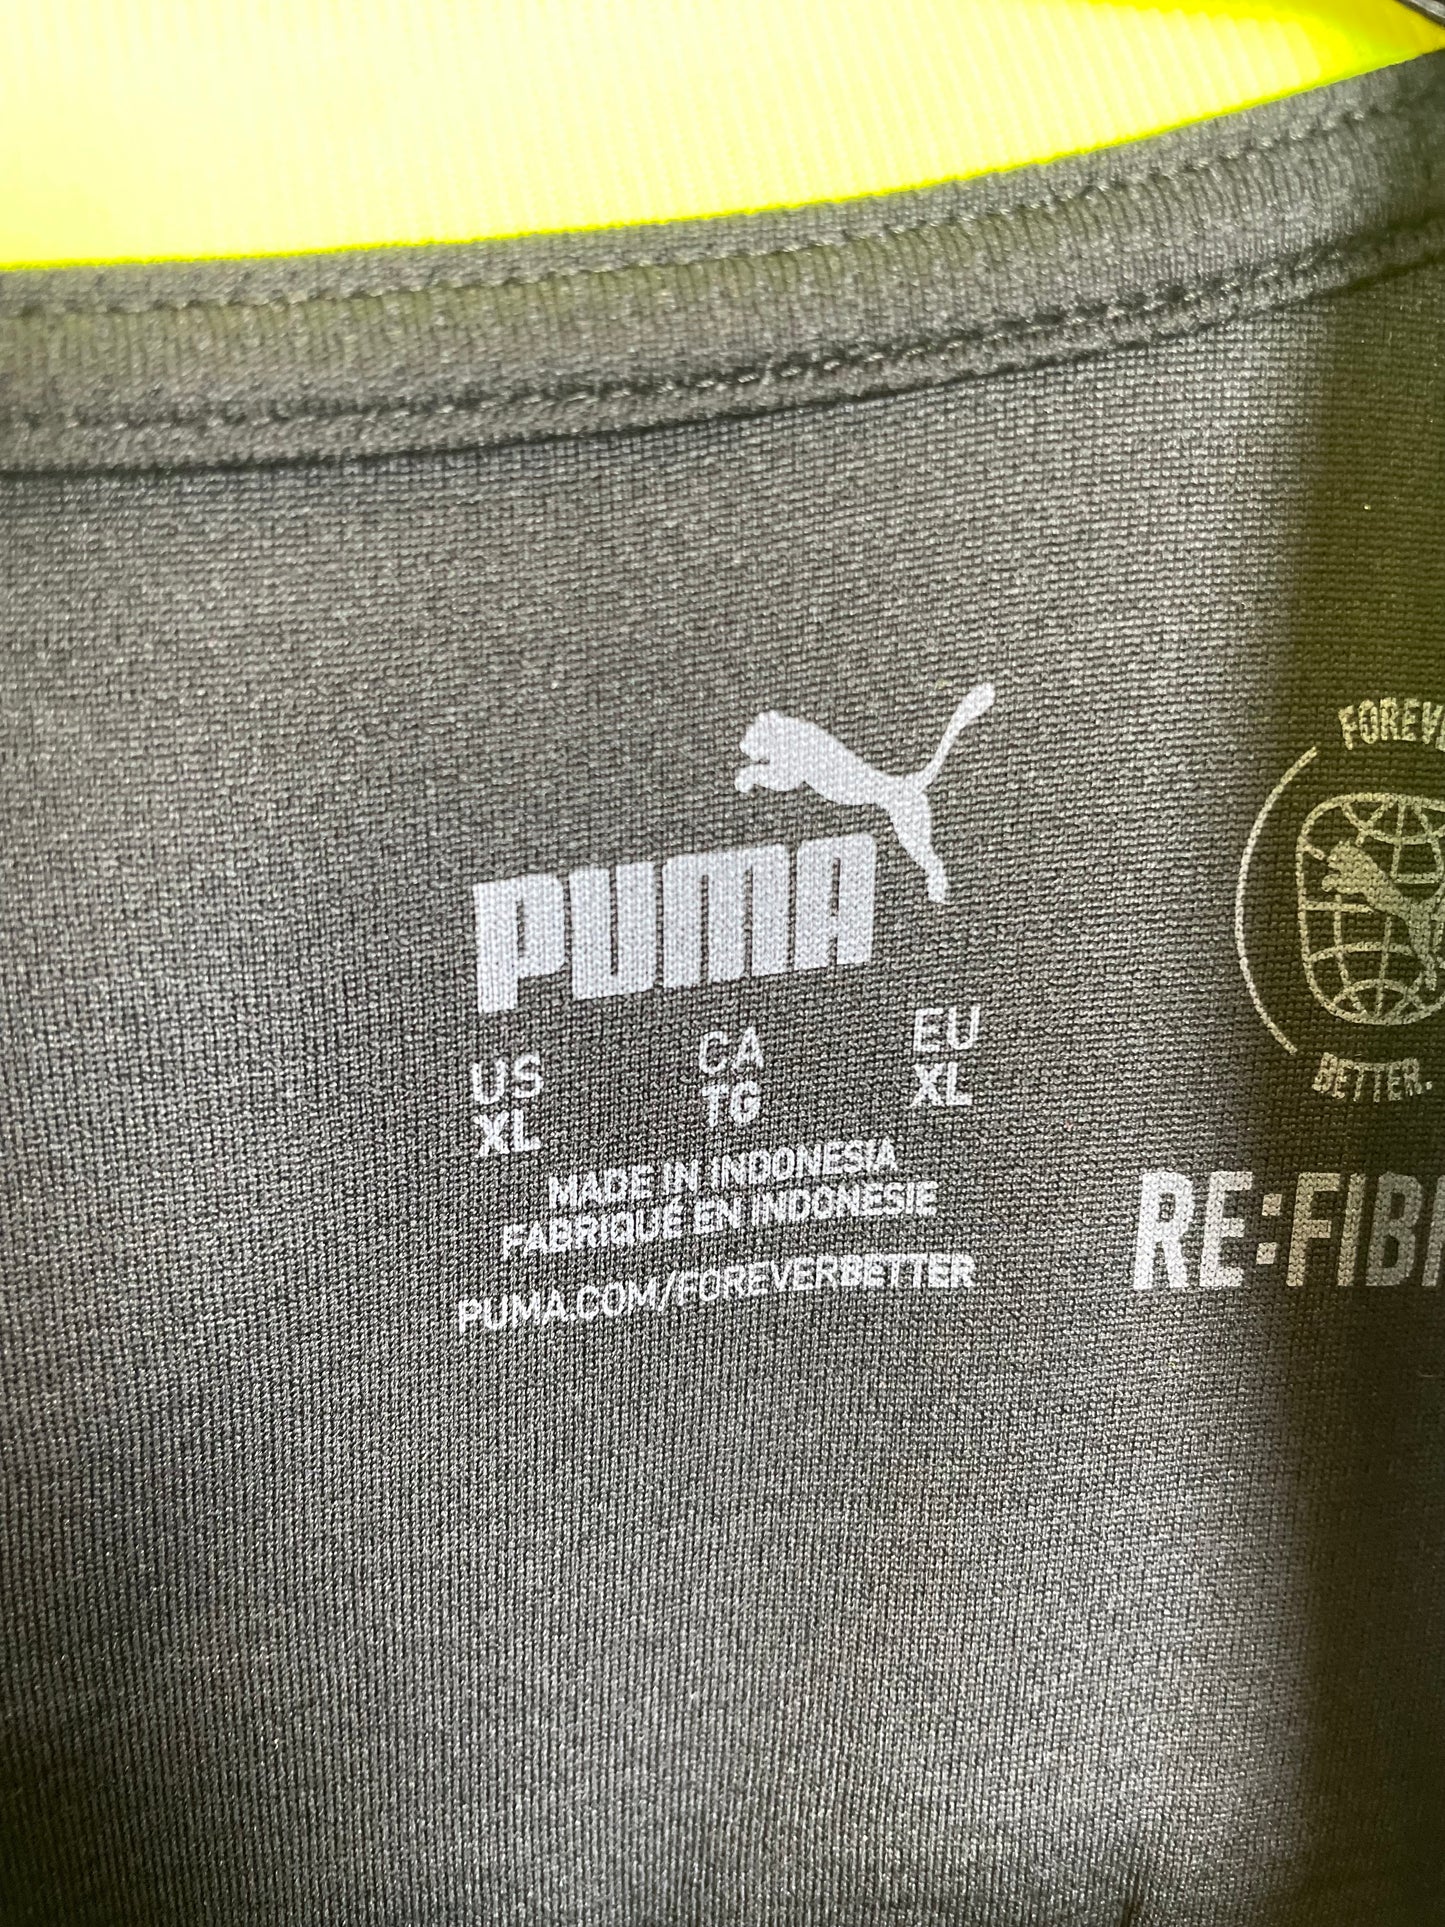 PUMA
US CA EU
XL TG XL
MADE IN INDONESIA
FABRIQUÉ EN INDONESIE
PUMA.COM/FOREVERBETTER
BETTER.